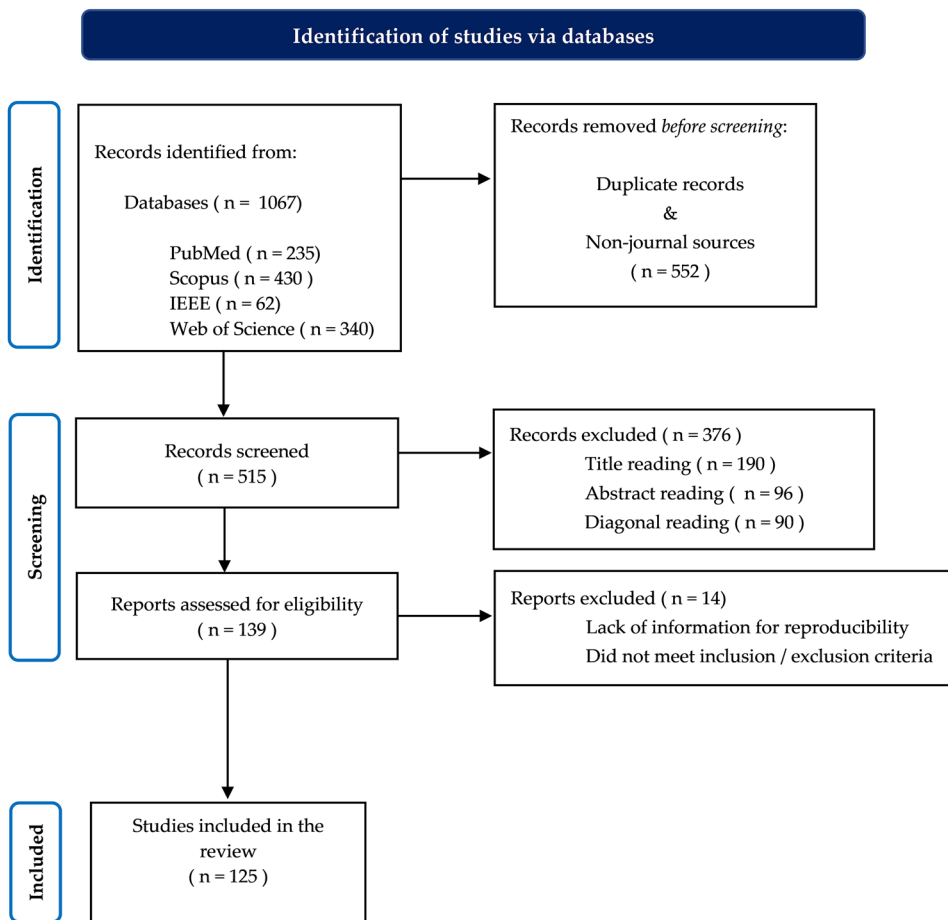 Identification of studies via databases
Identification
Records identified from:
Databases ( n =  1067)
PubMed ( n = 235)
Scopus ( n = 430 )
IEEE ( n = 62)
Web of Science ( n = 340)
Records removed before screening:
Duplicate records
&
Non-journal sources
( n = 552 )
Screening
Records screened
( n = 515 )
Records excluded ( n = 376 )
Title reading ( n = 190 )
Abstract reading (  n = 96 )
Diagonal reading ( n = 90 )
Reports assessed for eligibility
( n = 139 )
Reports excluded ( n = 14)
Lack of information for reproducibility
Did not meet inclusion / exclusion criteria
Included
Studies included in the
review
( n = 125 )